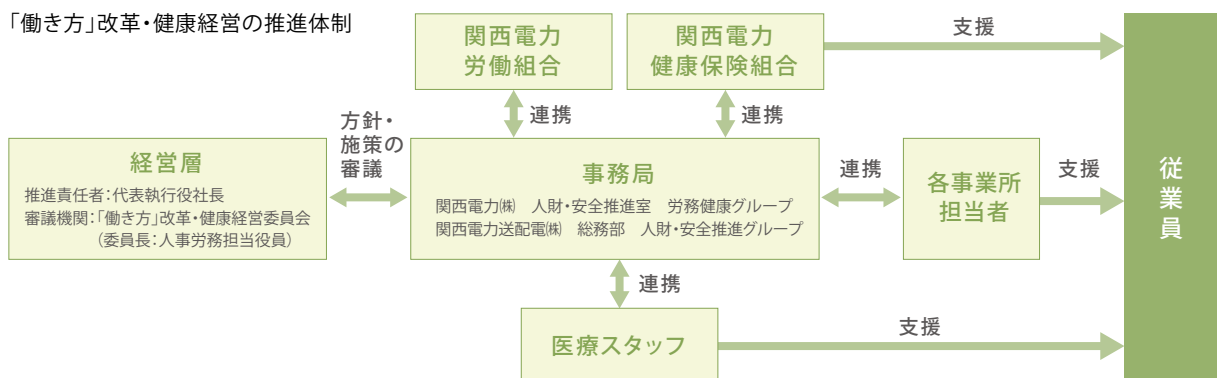 「働き方」改革・健康経営の推進体制
関西電力
労働組合
関西電力
健康保険組合
支援
連携
連携
方針・
施策の
審議
経営層
推進責任者：代表執行役社長
審議機関：「働き方」改革・健康経営委員会
（委員長：人事労務担当役員）
事務局
関西電力㈱　人財・安全推進室　労務健康グループ
関西電力送配電㈱　総務部　人財・安全推進グループ
連携
各事業所
担当者
支援
従業員
連携
医療スタッフ
支援